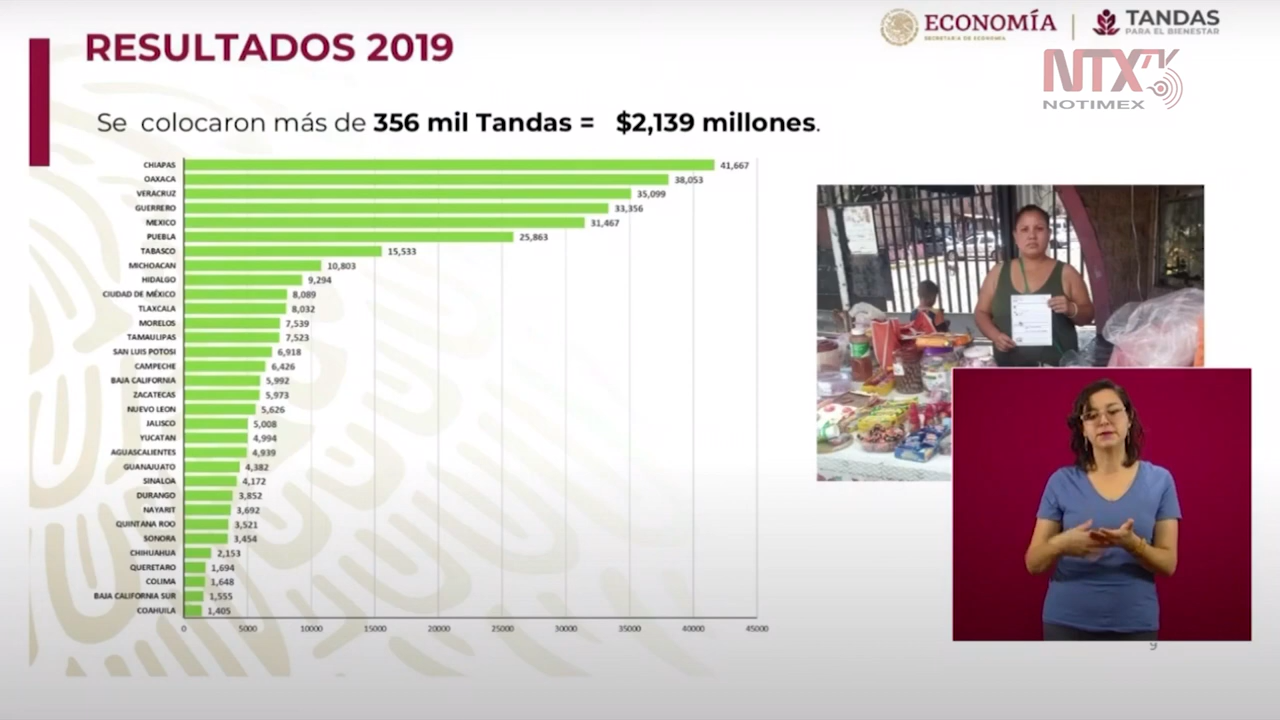 RESULTADOS 2019
ECONOMÍA
SECRETARÍA DE ECONOMÍA
TANDAS
PARA EL BIENESTAR
NTX
NOTIMEX
Se colocaron más de 356 mil Tandas = $2,139 millones.
CHIAPAS 41,667
OAXACA 38,053
VERACRUZ 35,099
GUERRERO 33,356
MEXICO 31,467
PUEBLA 25,863
TABASCO 15,533
MICHOACAN 10,803
HIDALGO 9,294
CIUDAD DE MÉXICO 8,089
TLAXCALA 8,032
MORELOS 7,539
TAMAULIPAS 7,523
SAN LUIS POTOSI 6,918
CAMPECHE 6,426
BAJA CALIFORNIA 5,992
ZACATECAS 5,973
NUEVO LEON 5,626
JALISCO 5,008
YUCATAN 4,994
AGUASCALIENTES 4,939
GUANAJUATO 4,382
SINALOA 4,172
DURANGO 3,852
NAYARIT 3,692
QUINTANA ROO 3,521
SONORA 3,454
CHIHUAHUA 2,153
QUERETARO 1,694
COLIMA 1,648
BAJA CALIFORNIA SUR 1,555
COAHUILA 1,405
0 5000 10000 15000 20000 25000 30000 35000 40000 45000
9